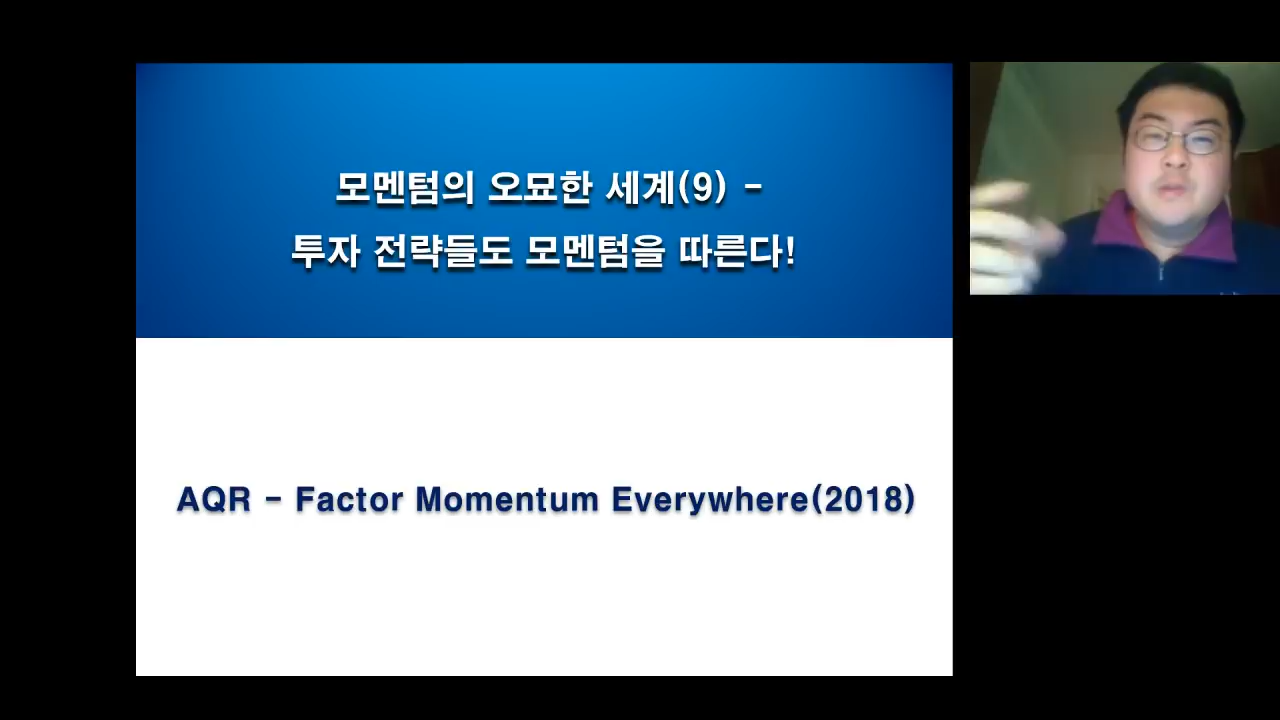 모멘텀의 오묘한 세계(9) -
투자 전략들도 모멘텀을 따른다!
AQR - Factor Momentum Everywhere(2018)